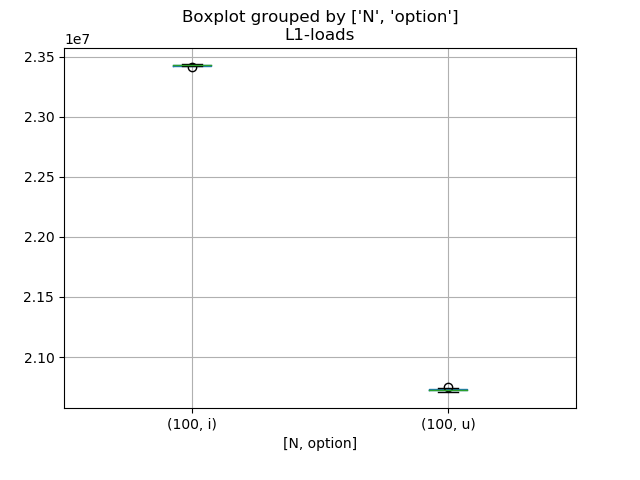 Boxplot grouped by ['N', 'option']
L1-loads
1e7
2.35
2.30
2.25
2.20
2.15
2.10
(100, i)
(100, u)
[N, option]